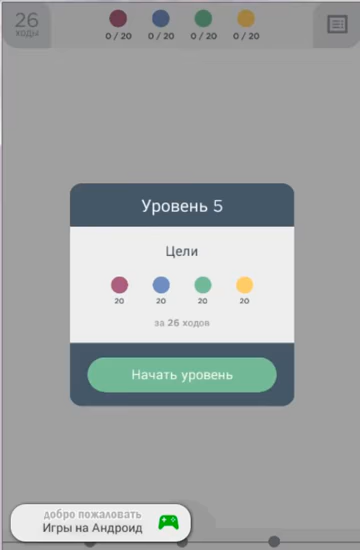 26
ходы
0 / 20 0 / 20 0 / 20 0 / 20
Уровень 5
Цели
20 20 20 20
за 26 ходов
Начать уровень
добро пожаловать
Игры на Андроид